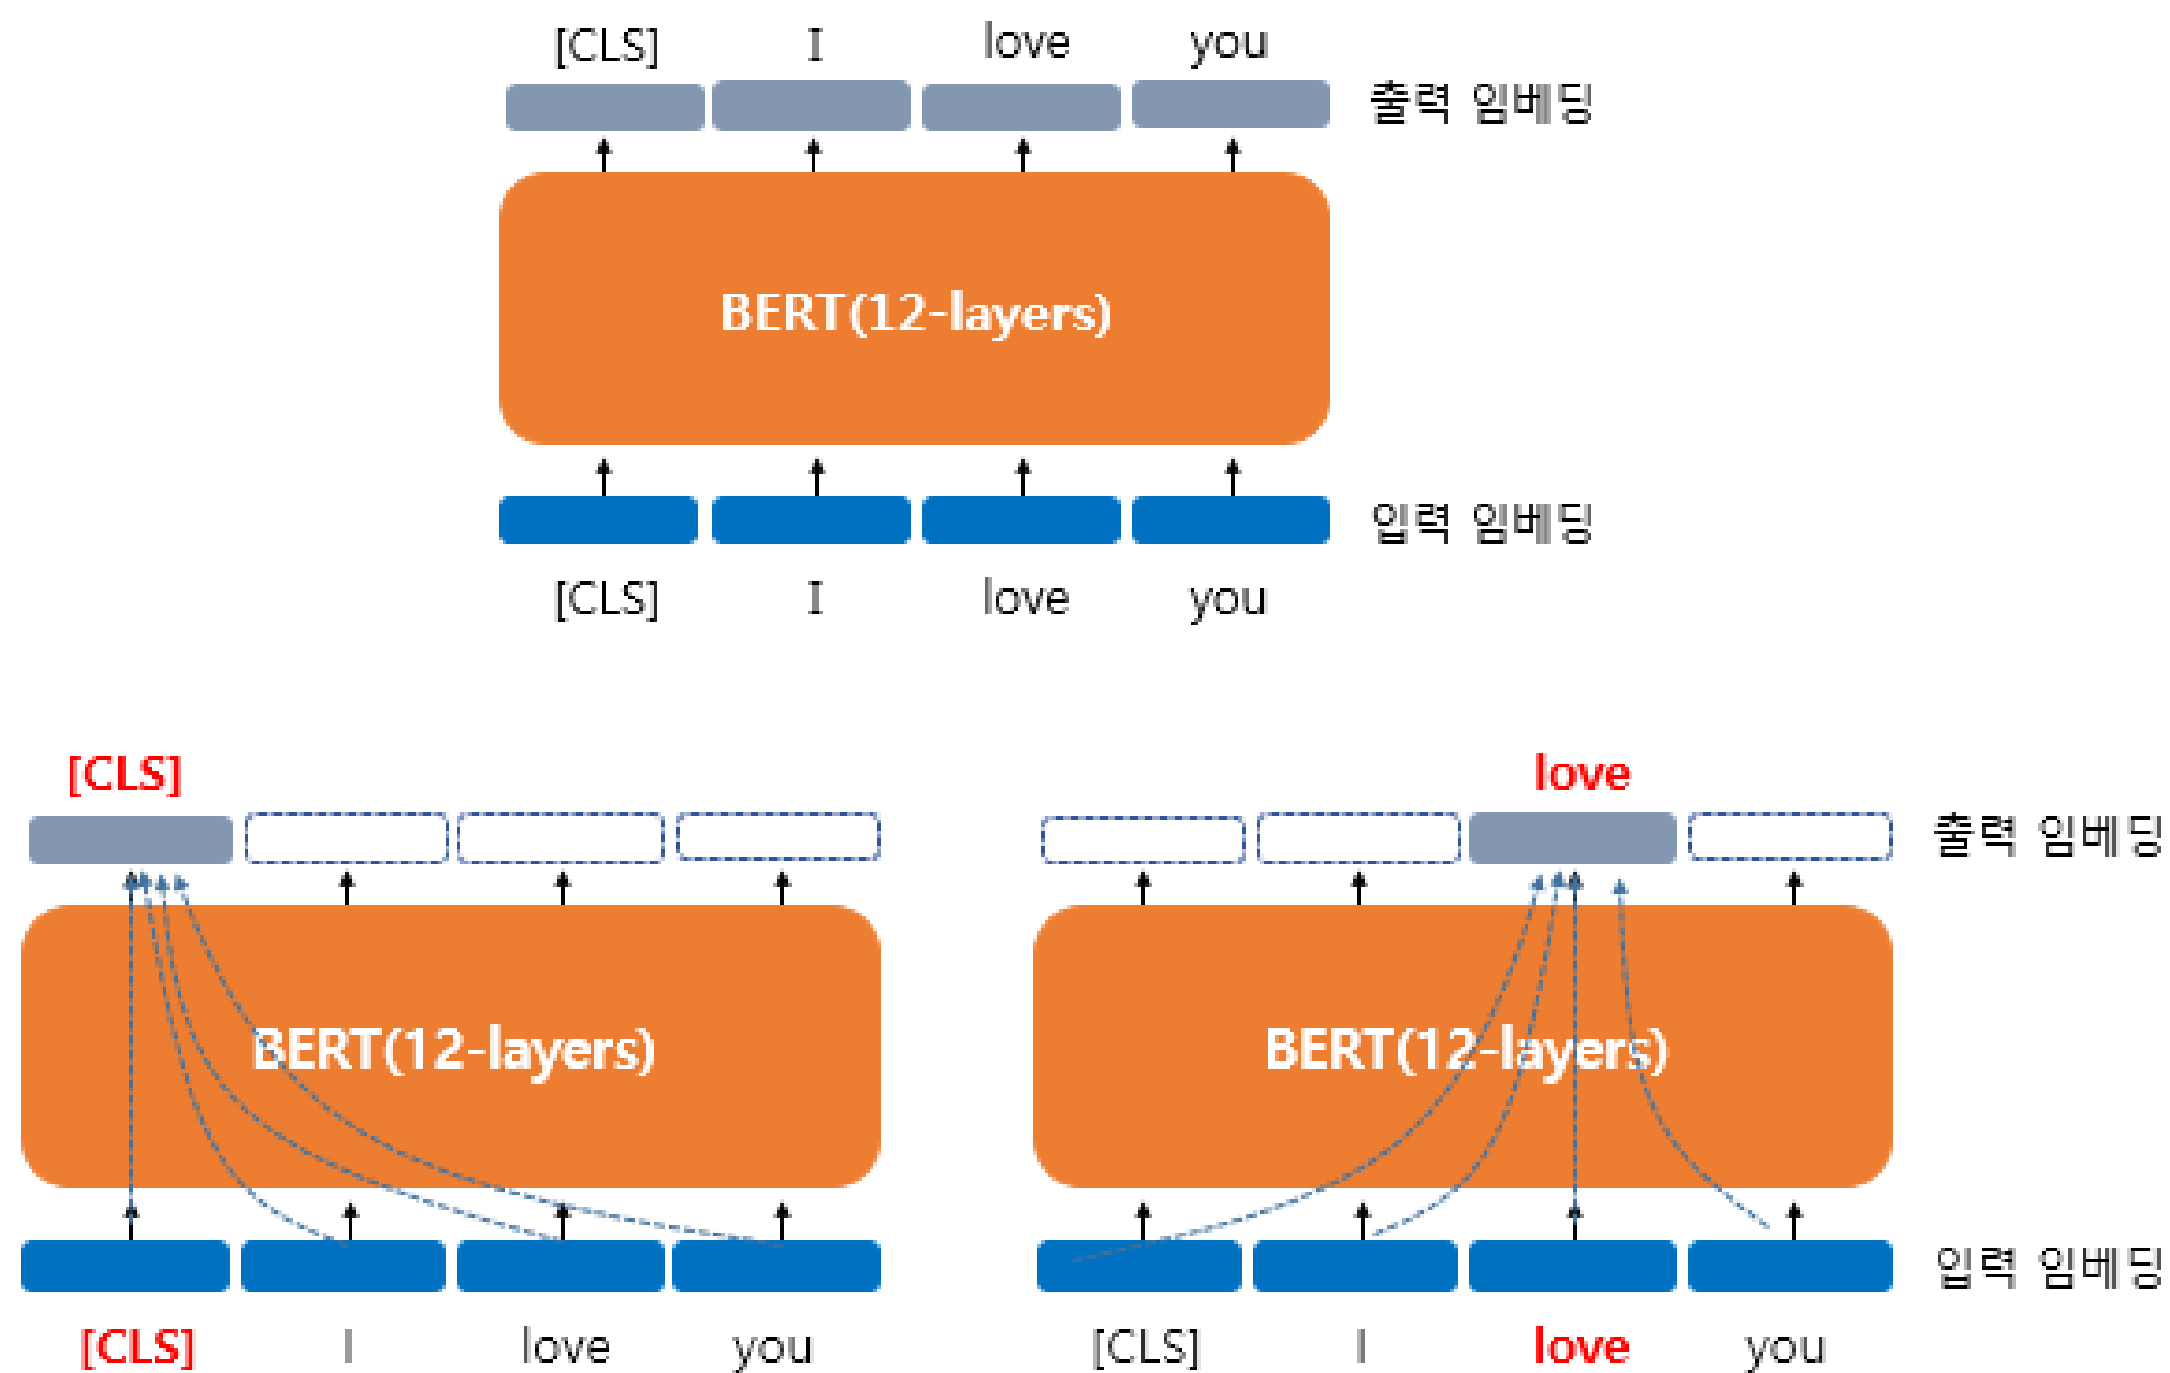 [CLS] I love you
출력 임베딩
BERT(12-layers)
입력 임베딩
[CLS] I love you
[CLS]
BERT(12-layers)
[CLS] I love you
love
출력 임베딩
BERT(12-layers)
입력 임베딩
[CLS] I love you